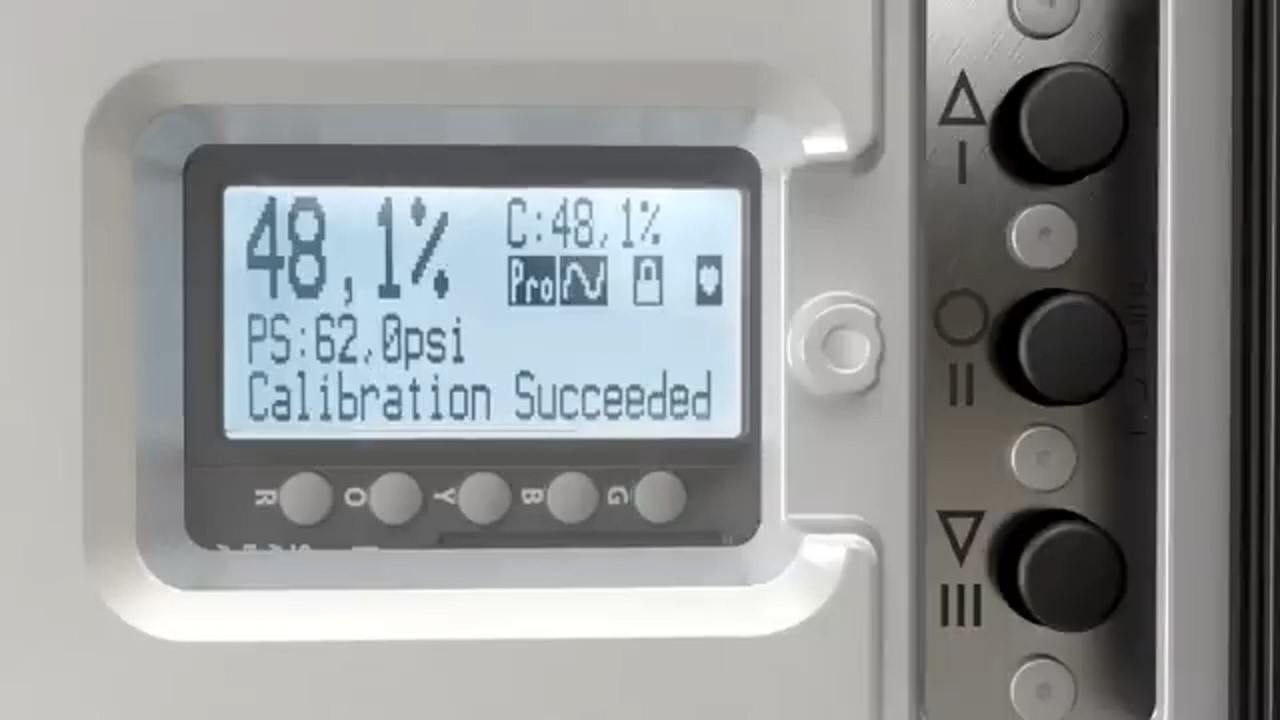 48,1% C:48,1%
Pro
PS:62,0psi
Calibration Succeeded
R O Y B G
I
II
III